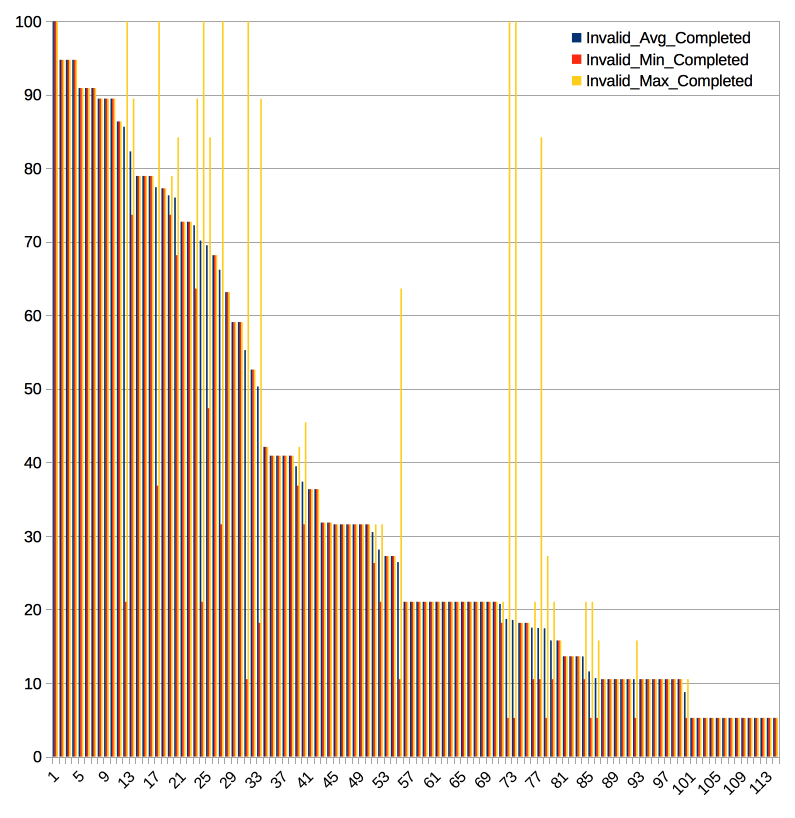 100
Invalid_Avg_Completed
Invalid_Min_Completed
Invalid_Max_Completed
90
80
70
60
50
40
30
20
10
0
1 5 9 13 17 21 25 29 33 37 41 45 49 53 57 61 65 69 73 77 81 85 89 93 97 101 105 109 113